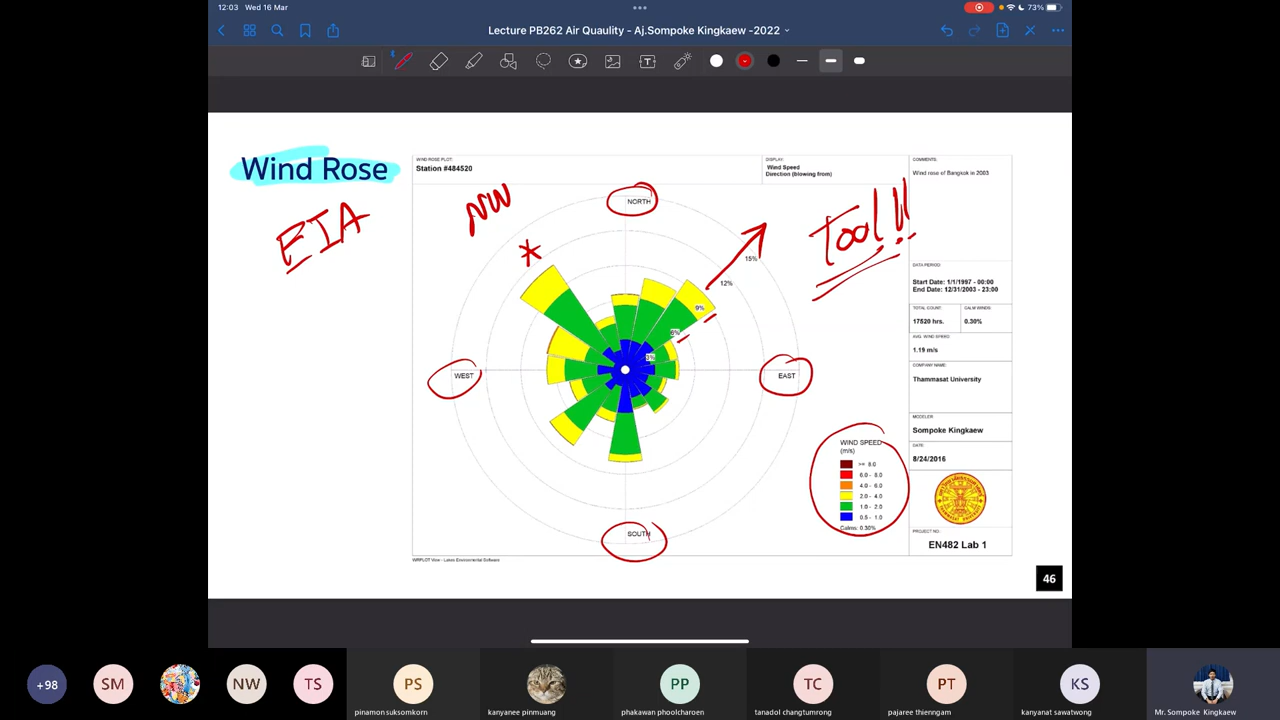 12:03 Wed 16 Mar
73%
Lecture PB262 Air Quaulity - Aj.Sompoke Kingkaew -2022
Wind Rose
EIA
NW
Tool!!
WIND ROSE PLOT:
Station #484520
DISPLAY:
Wind Speed
Direction (blowing from)
COMMENTS:
Wind rose of Bangkok in 2003
NORTH
WEST
EAST
SOUTH
15%
12%
9%
6%
3%
DATA PERIOD:
Start Date: 1/1/1997 - 00:00
End Date: 12/31/2003 - 23:00
TOTAL COUNT:
17520 hrs.
CALM WINDS:
0.30%
AVG. WIND SPEED:
1.19 m/s
COMPANY NAME:
Thammasat University
MODELER:
Sompoke Kingkaew
DATE:
8/24/2016
PROJECT NO.:
EN482 Lab 1
WIND SPEED
(m/s)
>= 8.0
6.0 - 8.0
4.0 - 6.0
2.0 - 4.0
1.0 - 2.0
0.5 - 1.0
Calms: 0.30%
WRPLOT View - Lakes Environmental Software
46
+98
SM
NW
TS
PS
PP
TC
PT
KS
pinamon suksomkorn
kanyanee pinmuang
phakawan phoolcharoen
tanadol changtumrong
pajaree thienngam
kanyanat sawatwong
Mr. Sompoke Kingkaew